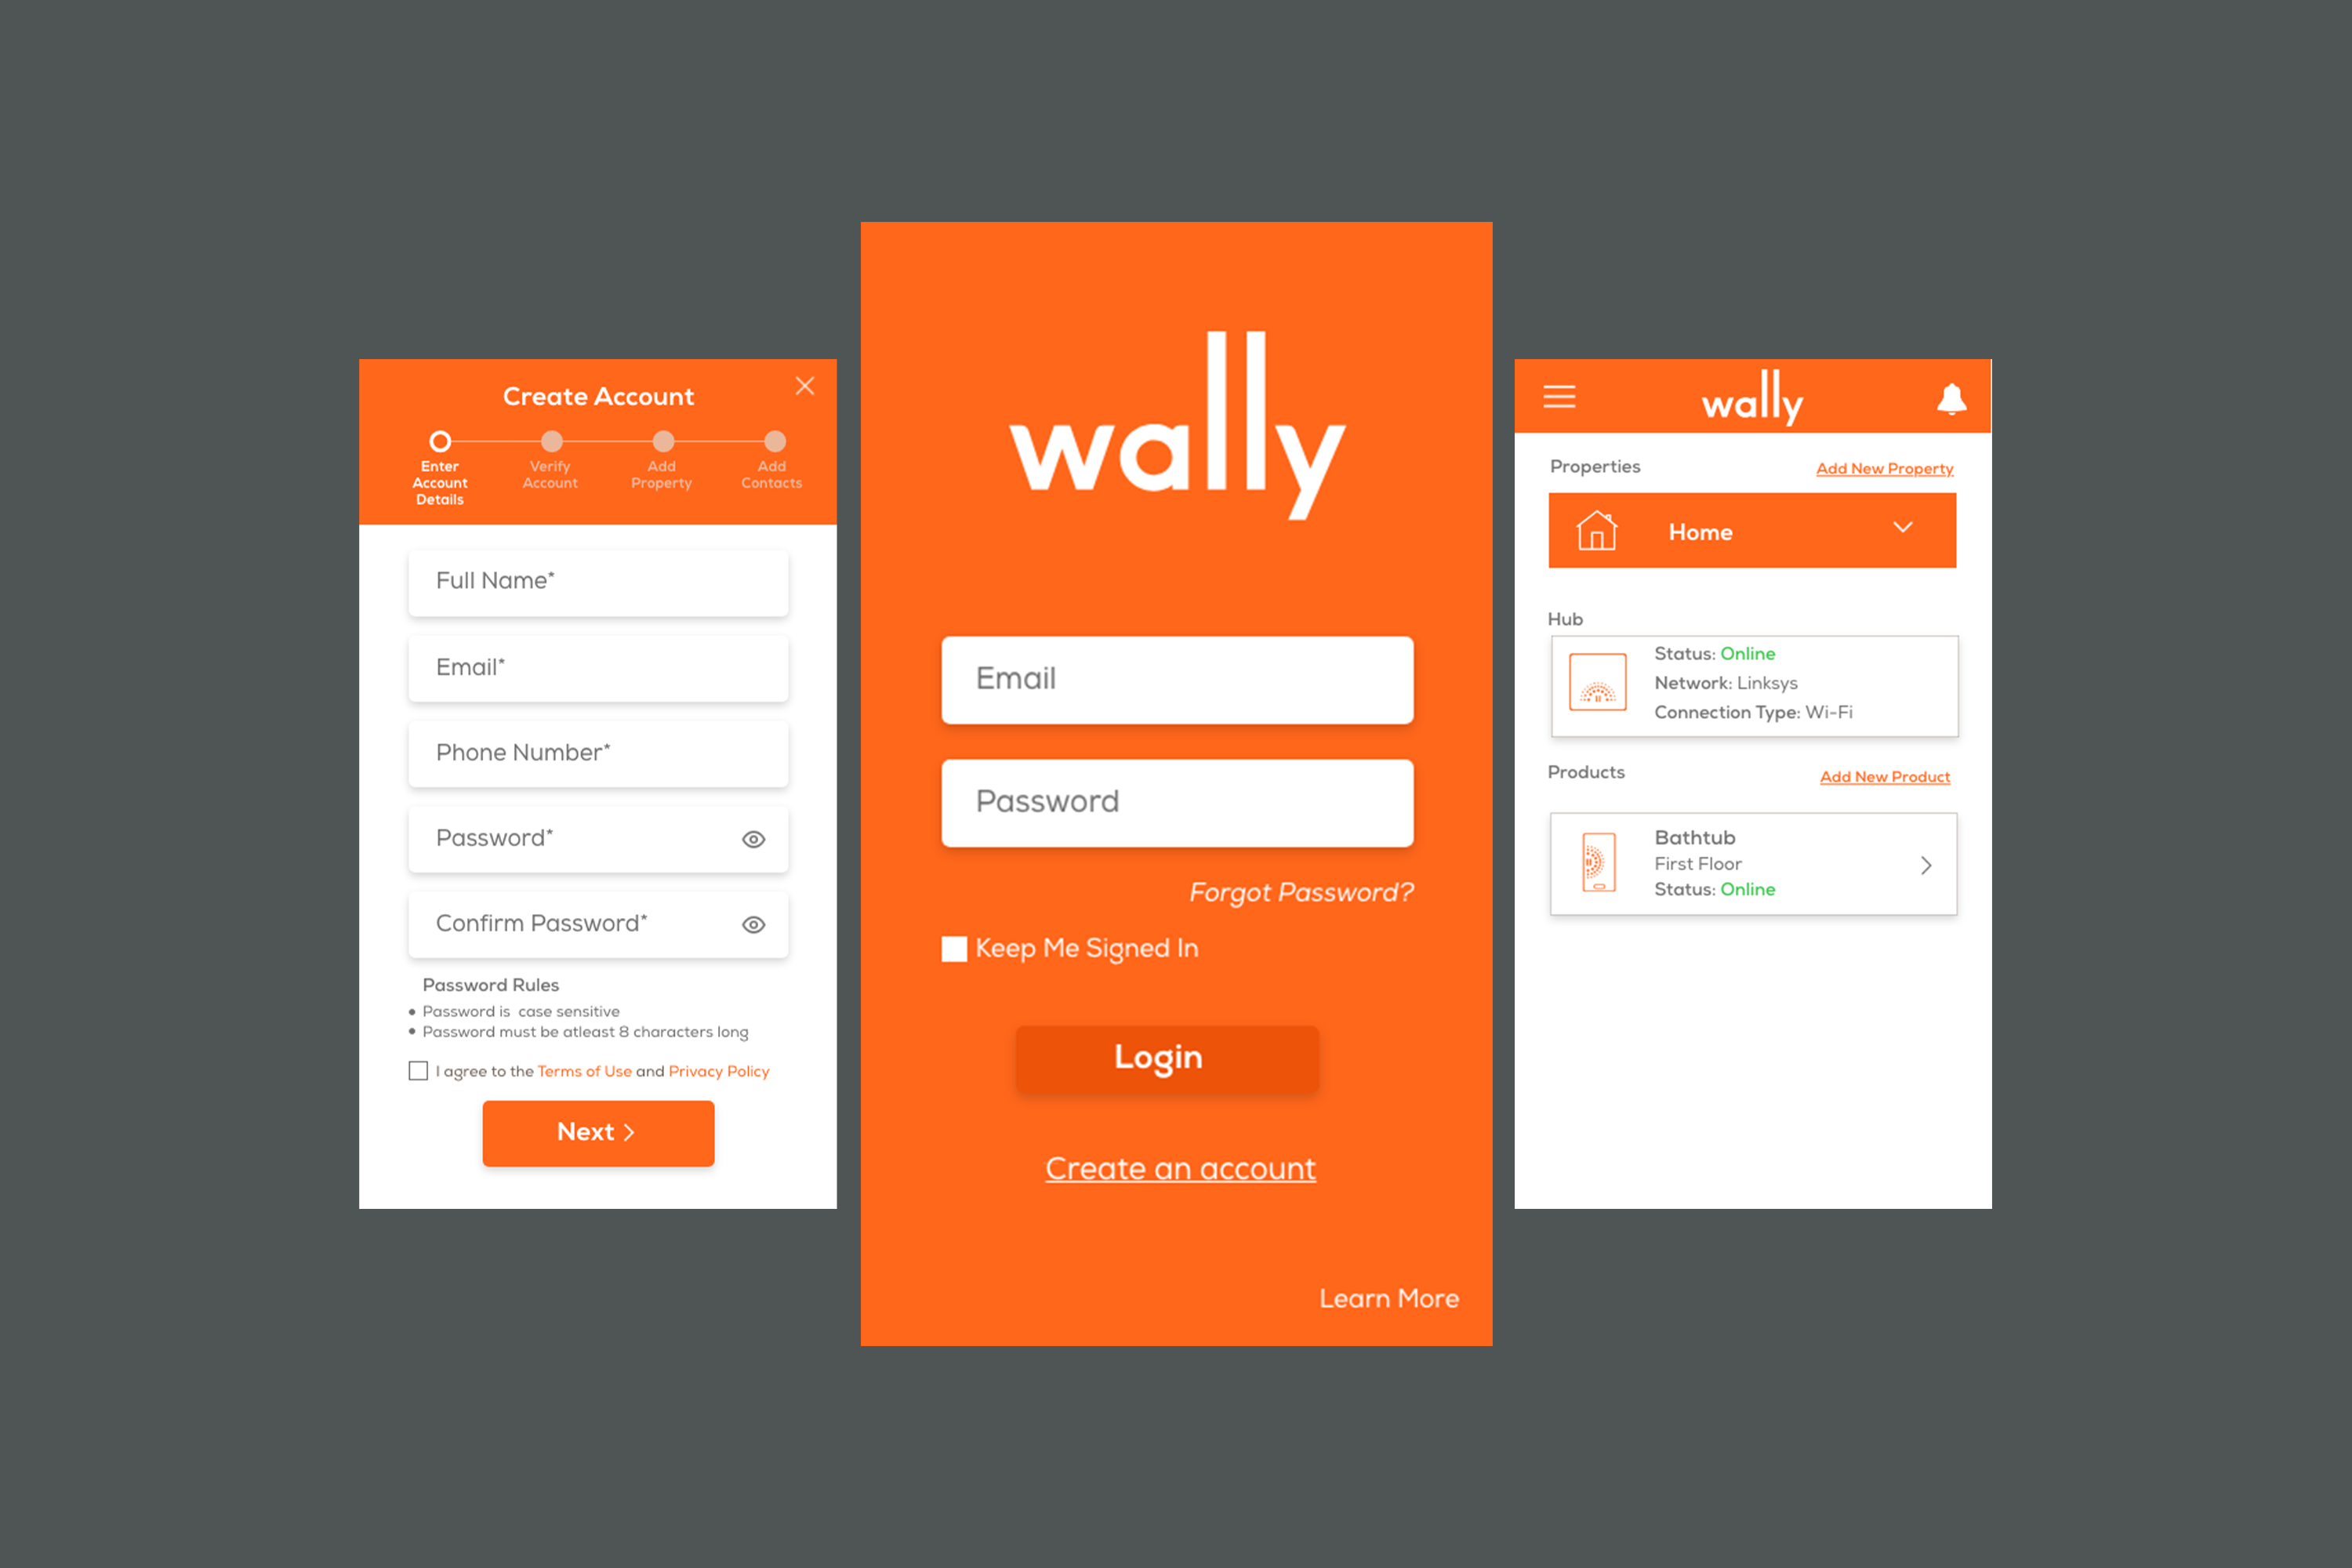 Create Account
Enter
Account
Details
Verify
Account
Add
Property
Add
Contacts
Full Name*
Email*
Phone Number*
Password*
Confirm Password*
Password Rules
Password is  case sensitive
Password must be atleast 8 characters long
I agree to the Terms of Use and Privacy Policy
Next
wally
Email
Password
Forgot Password?
Keep Me Signed In
Login
Create an account
Learn More
wally
Properties
Add New Property
Home
Hub
Status: Online
Network: Linksys
Connection Type: Wi-Fi
Products
Add New Product
Bathtub
First Floor
Status: Online